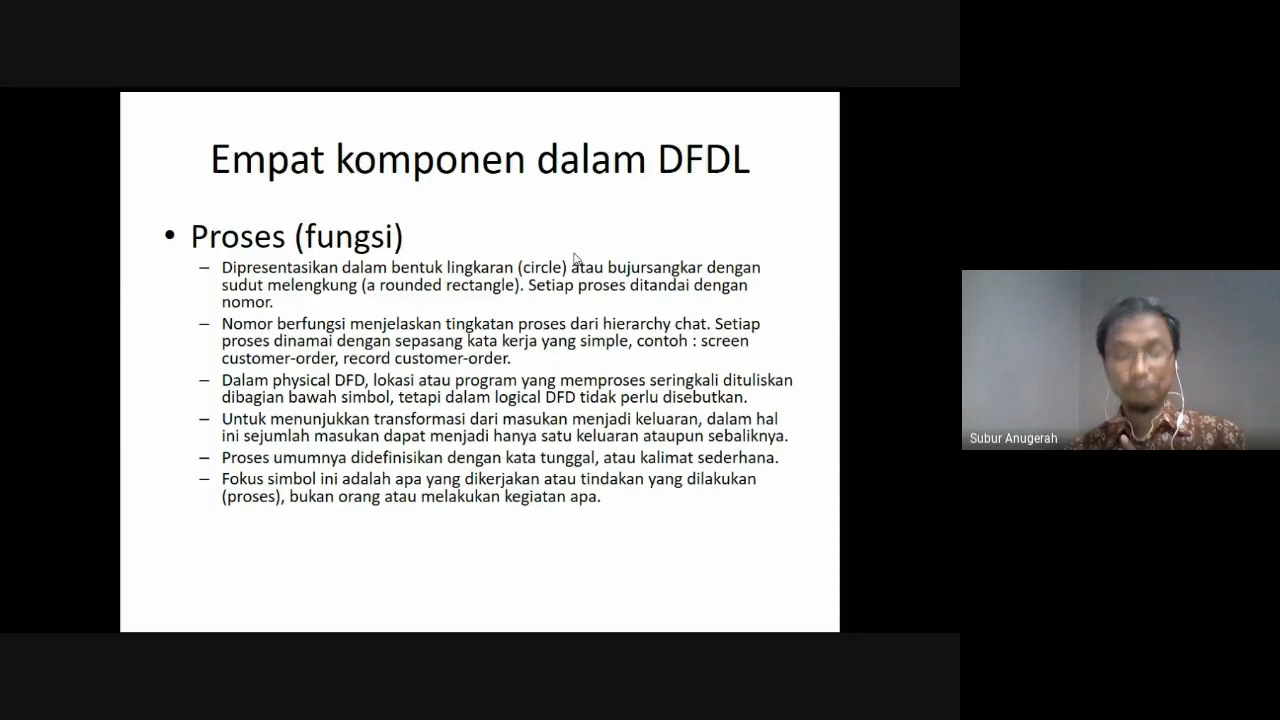 Empat komponen dalam DFDL
• Proses (fungsi)
– Dipresentasikan dalam bentuk lingkaran (circle) atau bujursangkar dengan
sudut melengkung (a rounded rectangle). Setiap proses ditandai dengan
nomor.
– Nomor berfungsi menjelaskan tingkatan proses dari hierarchy chat. Setiap
proses dinamai dengan sepasang kata kerja yang simple, contoh : screen
customer-order, record customer-order.
– Dalam physical DFD, lokasi atau program yang memproses seringkali dituliskan
dibagian bawah simbol, tetapi dalam logical DFD tidak perlu disebutkan.
– Untuk menunjukkan transformasi dari masukan menjadi keluaran, dalam hal
ini sejumlah masukan dapat menjadi hanya satu keluaran ataupun sebaliknya.
– Proses umumnya didefinisikan dengan kata tunggal, atau kalimat sederhana.
– Fokus simbol ini adalah apa yang dikerjakan atau tindakan yang dilakukan
(proses), bukan orang atau melakukan kegiatan apa.
Subur Anugerah